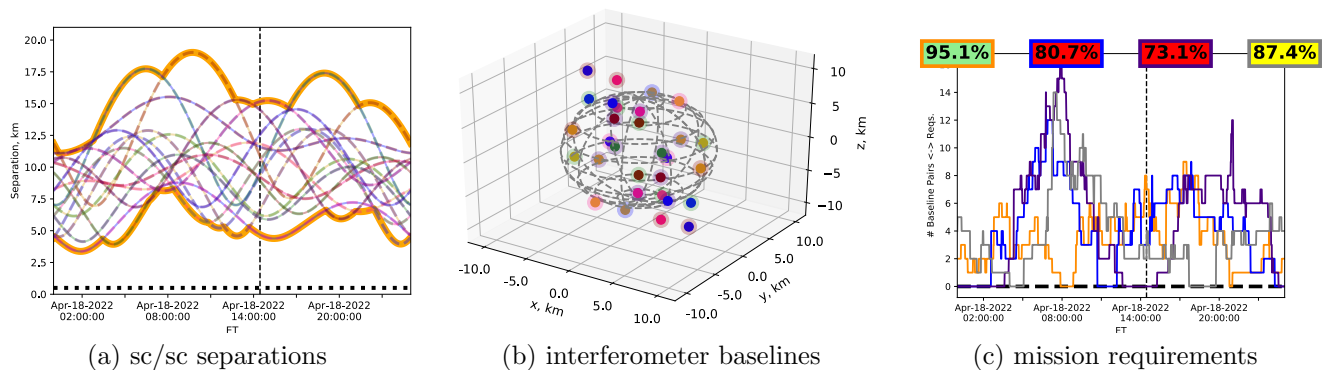 20.0
17.5
15.0
12.5
10.0
7.5
5.0
2.5
0.0
Separation, km
Apr-18-2022 Apr-18-2022 Apr-18-2022 Apr-18-2022
02:00:00 08:00:00 14:00:00 20:00:00
ET
(a) sc/sc separations
10
5
0
-5
-10
z, km
-10.0
-5.0
0.0
5.0
10.0
x, km
10.0
5.0
0.0
-5.0
-10.0
y, km
(b) interferometer baselines
95.1% 80.7% 73.1% 87.4%
14
12
10
8
6
4
2
0
# Baseline Pairs <-> Reqs.
Apr-18-2022 Apr-18-2022 Apr-18-2022 Apr-18-2022
02:00:00 08:00:00 14:00:00 20:00:00
ET
(c) mission requirements